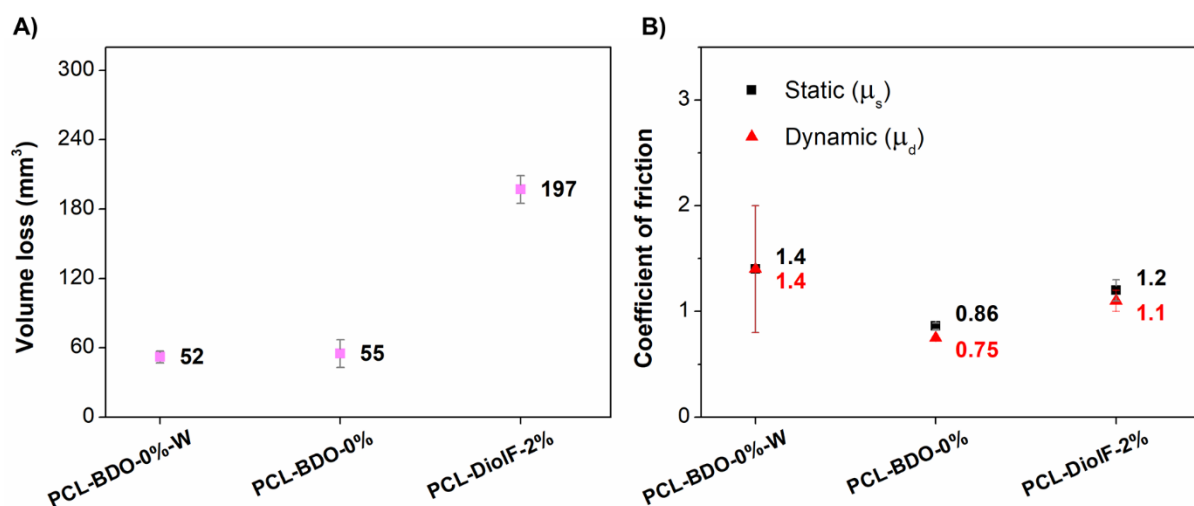 A)
Volume loss (mm³)
300
240
180
120
60
0
52
55
197
PCL-BDO-0%-W
PCL-BDO-0%
PCL-DiolF-2%
B)
Coefficient of friction
3
2
1
0
Static (μₛ)
Dynamic (μ_d)
1.4
1.4
0.86
0.75
1.2
1.1
PCL-BDO-0%-W
PCL-BDO-0%
PCL-DiolF-2%